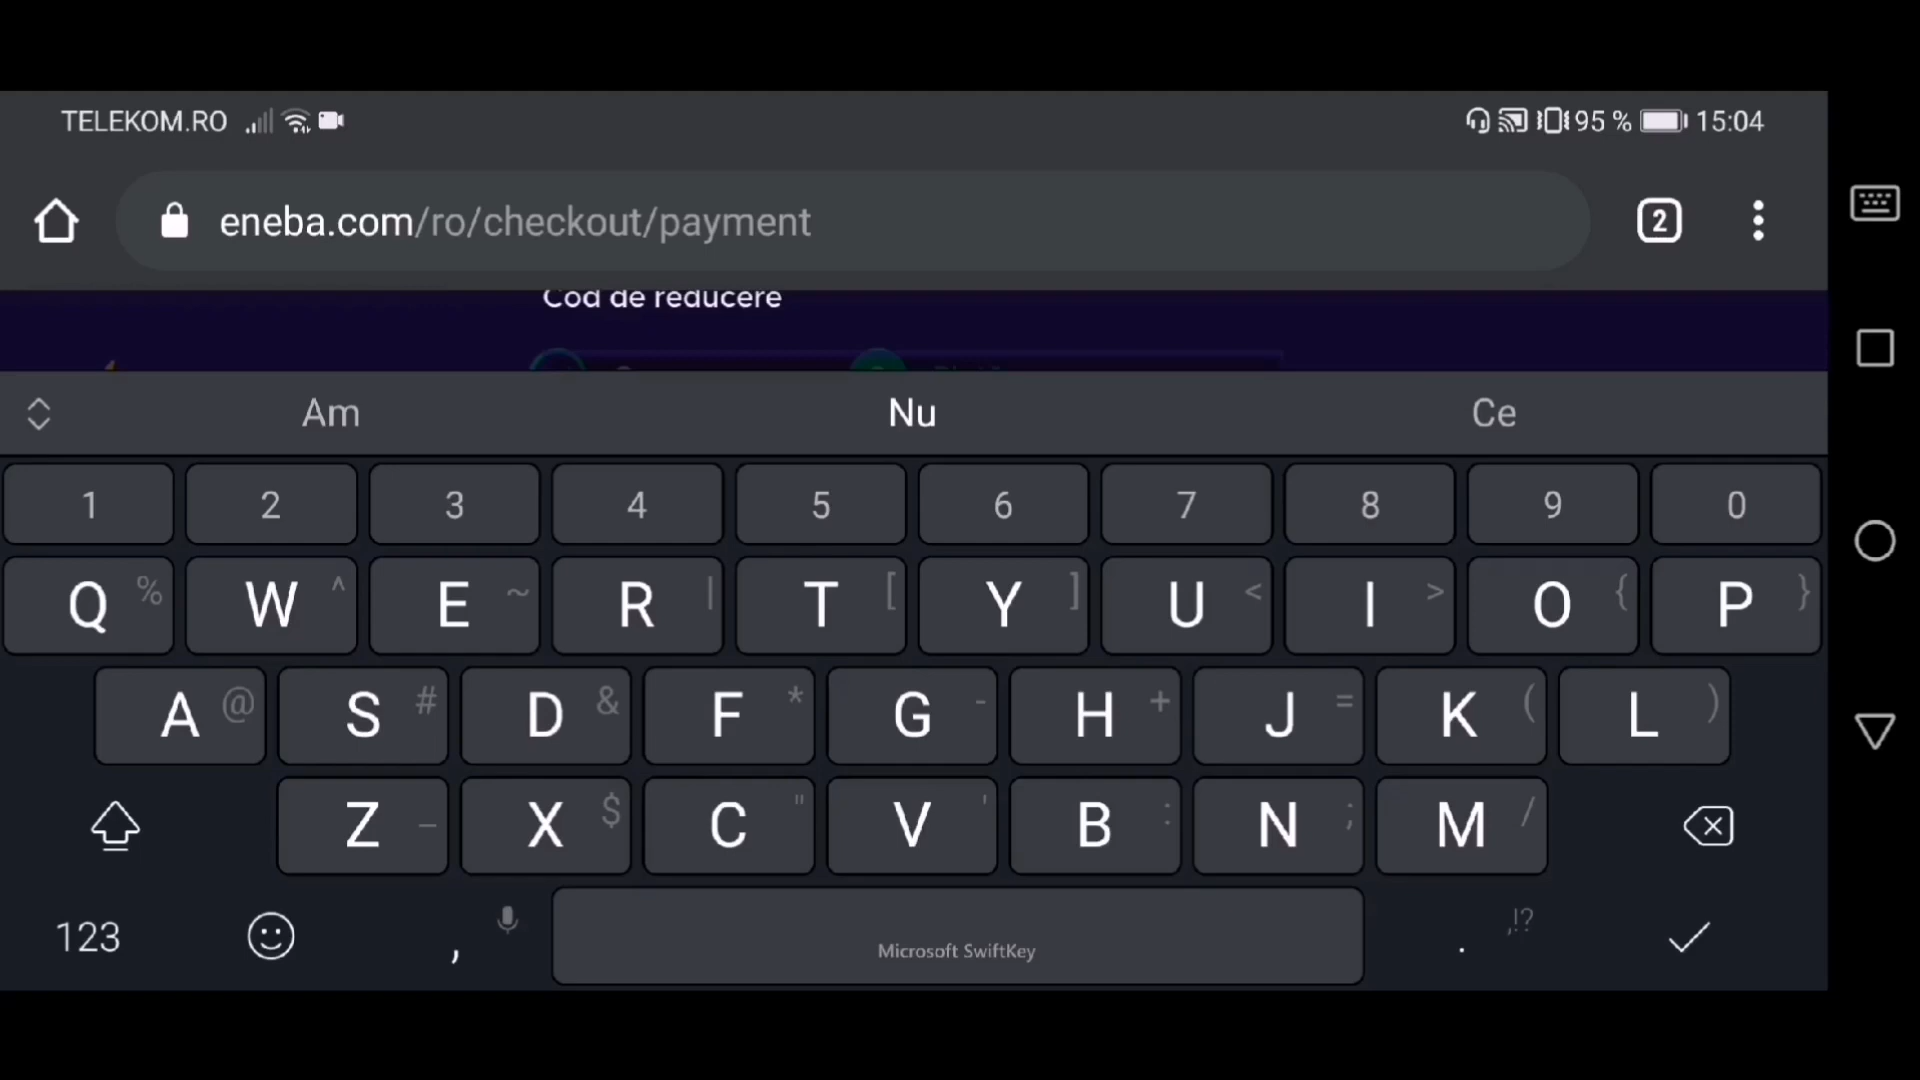 TELEKOM.RO 95 % 15:04
eneba.com/ro/checkout/payment 2
Cod de reducere
Am Nu Ce
1 2 3 4 5 6 7 8 9 0
Q % W ^ E ~ R | T [ Y ] U < I > O { P }
A @ S # D & F * G - H + J = K ( L )
Z _ X $ C " V ' B : N ; M /
123 , Microsoft SwiftKey . ,!?